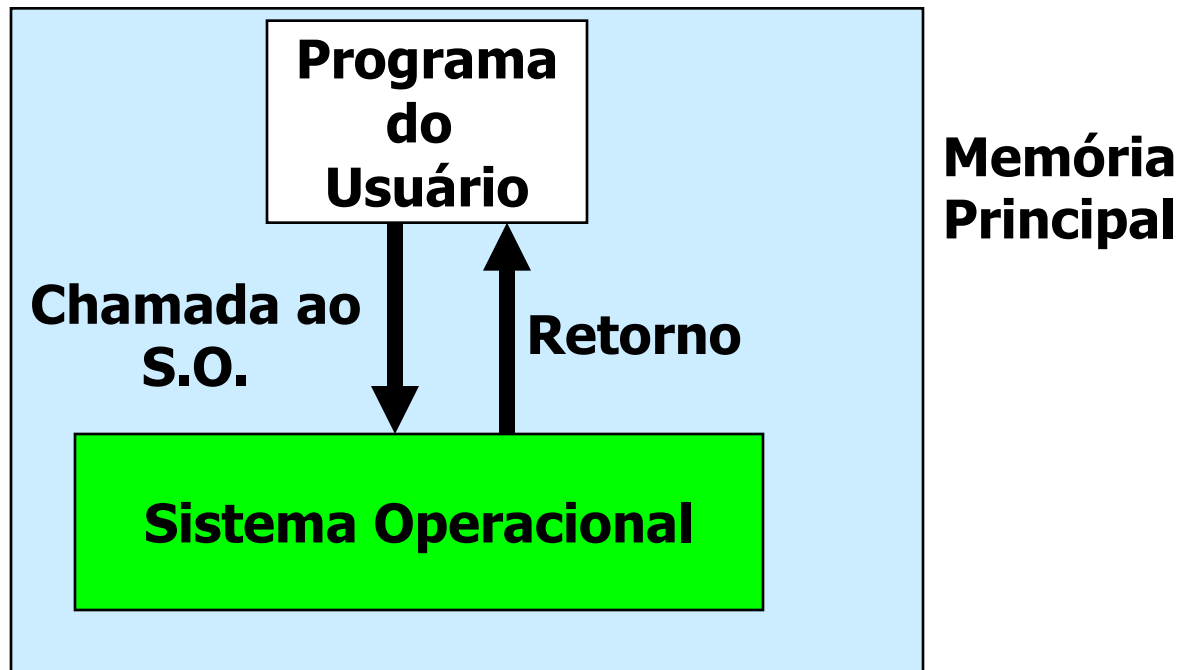 Programa
do
Usuário
Memória
Principal
Chamada ao
S.O.
Retorno
Sistema Operacional